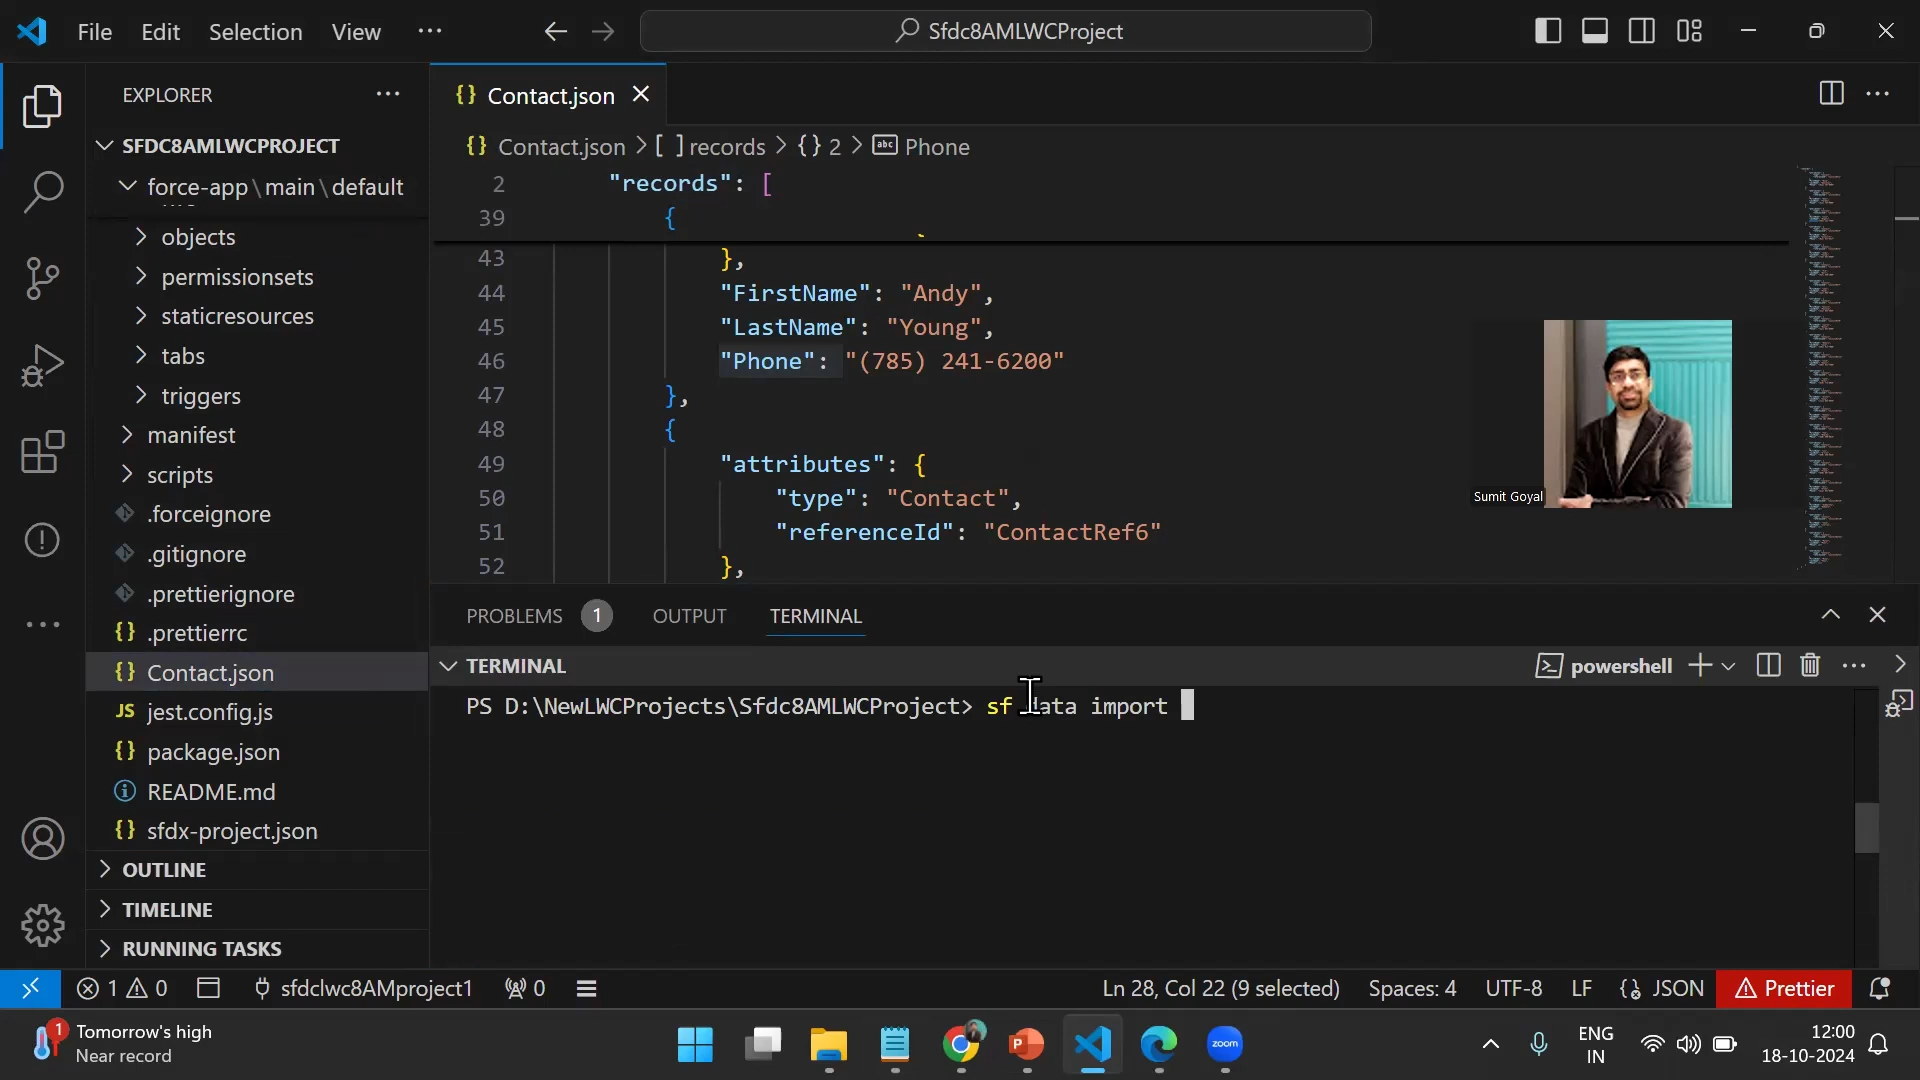 File Edit Selection View ··· Sfdc8AMLWCProject
EXPLORER ···
SFDC8AMLWCPROJECT
force-app\main\default
objects
permissionsets
staticresources
tabs
triggers
manifest
scripts
.forceignore
.gitignore
.prettierignore
{} .prettierrc
{} Contact.json
JS jest.config.js
{} package.json
README.md
{} sfdx-project.json
OUTLINE
TIMELINE
RUNNING TASKS
{} Contact.json
{} Contact.json > [ ] records > {} 2 > abc Phone
2 "records": [
39 {
43 },
44 "FirstName": "Andy",
45 "LastName": "Young",
46 "Phone": "(785) 241-6200"
47 },
48 {
49 "attributes": {
50 "type": "Contact",
51 "referenceId": "ContactRef6"
52 },
Sumit Goyal
PROBLEMS 1 OUTPUT TERMINAL
TERMINAL powershell
PS D:\NewLWCProjects\Sfdc8AMLWCProject> sf data import
1 0 sfdclwc8AMproject1 0 Ln 28, Col 22 (9 selected) Spaces: 4 UTF-8 LF {} JSON Prettier
1 Tomorrow's high
Near record
zoom
ENG
IN
12:00
18-10-2024